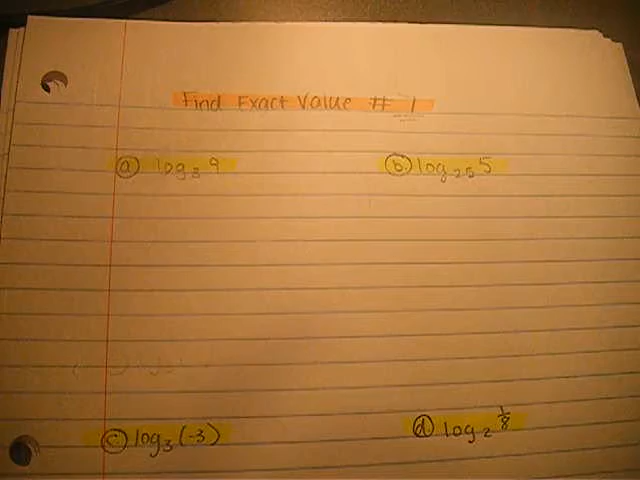 Find Exact Value # 1
ⓐ log₃ 9
ⓑ log₂₅ 5
ⓒ log₃ (-3)
ⓓ log₂ ⅛